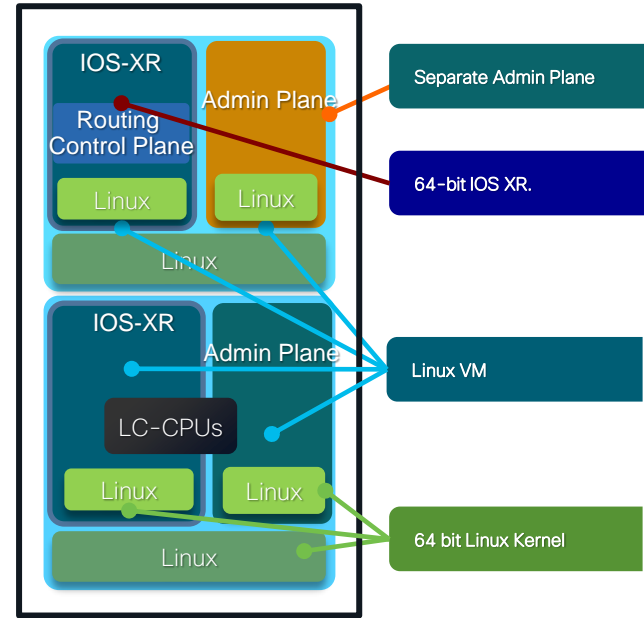 IOS-XR
Admin Plane
Routing
Control Plane
Linux
Linux
Linux
IOS-XR
Admin Plane
LC-CPUs
Linux
Linux
Linux
Separate Admin Plane
64-bit IOS XR.
Linux VM
64 bit Linux Kernel